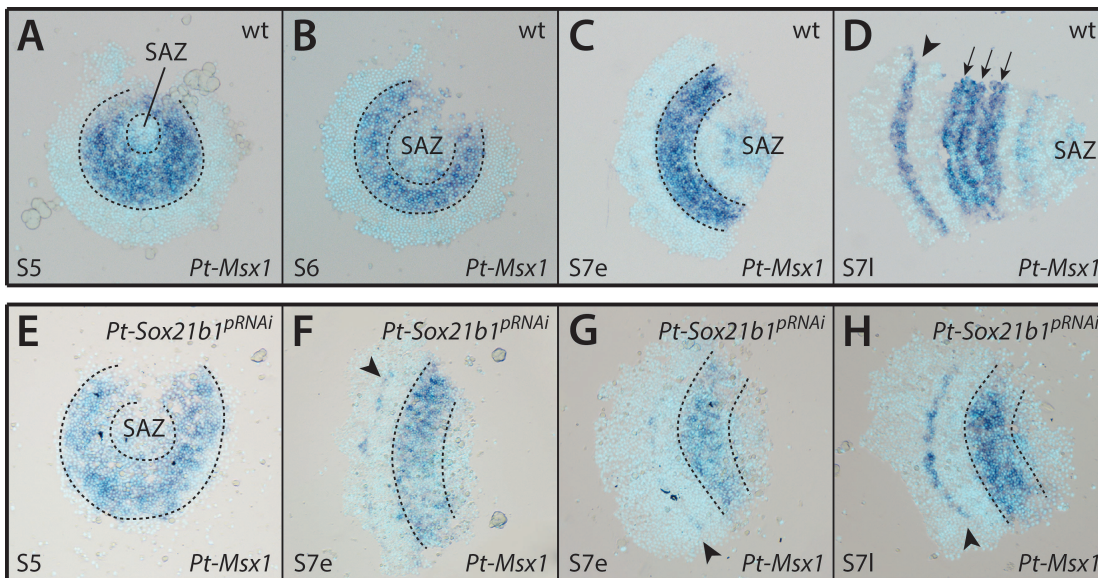 A wt
SAZ
S5 Pt-Msx1
B wt
SAZ
S6 Pt-Msx1
C wt
SAZ
S7e Pt-Msx1
D wt
SAZ
S7l Pt-Msx1
E Pt-Sox21b1pRNAi
SAZ
S5 Pt-Msx1
F Pt-Sox21b1pRNAi
S7e Pt-Msx1
G Pt-Sox21b1pRNAi
S7e Pt-Msx1
H Pt-Sox21b1pRNAi
S7l Pt-Msx1